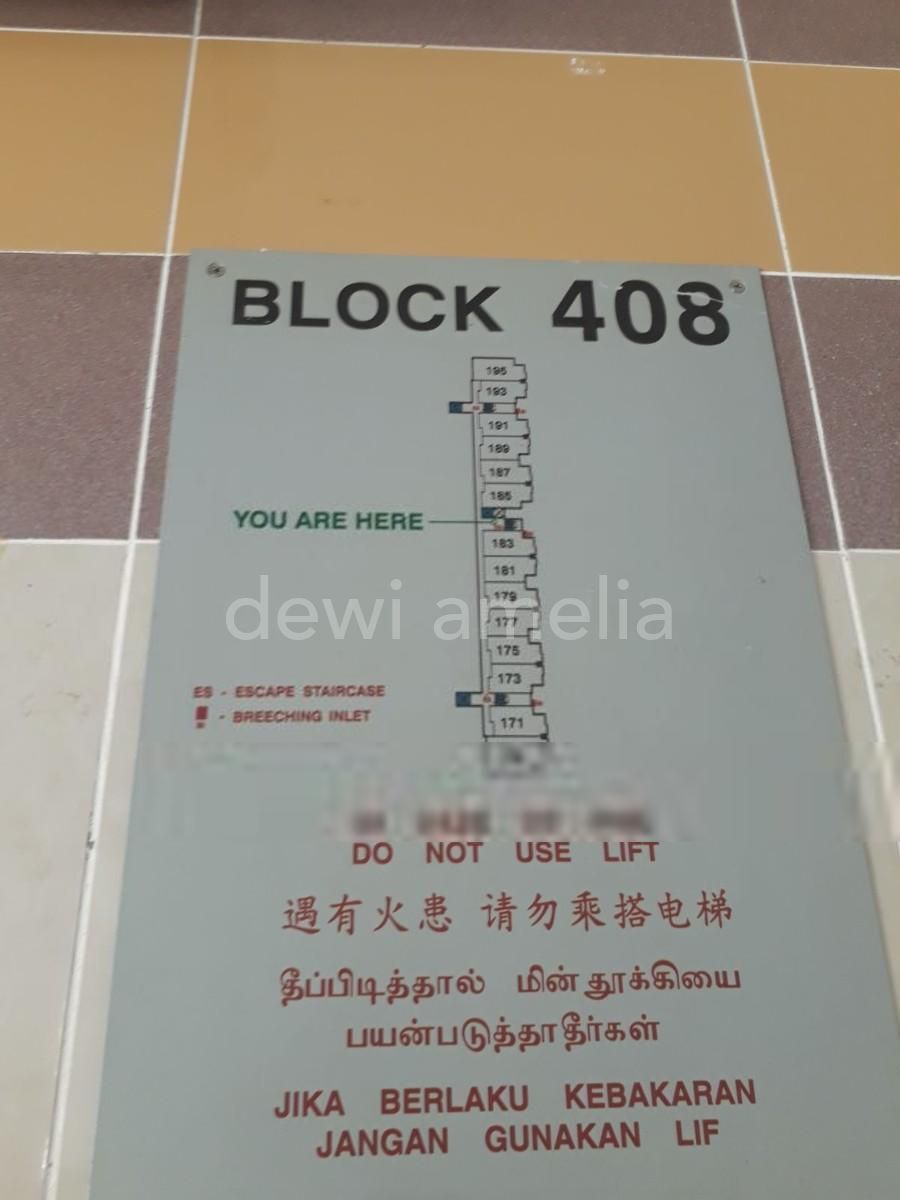 BLOCK 408
195
193
191
189
187
185
YOU ARE HERE
183
181
179
dewi amelia
177
175
173
ES - ESCAPE STAIRCASE
- BREECHING INLET
171
DO NOT USE LIFT
遇有火患 请勿乘搭电梯
தீப்பிடித்தால் மின்தூக்கியை
பயன்படுத்தாதீர்கள்
JIKA BERLAKU KEBAKARAN
JANGAN GUNAKAN LIF